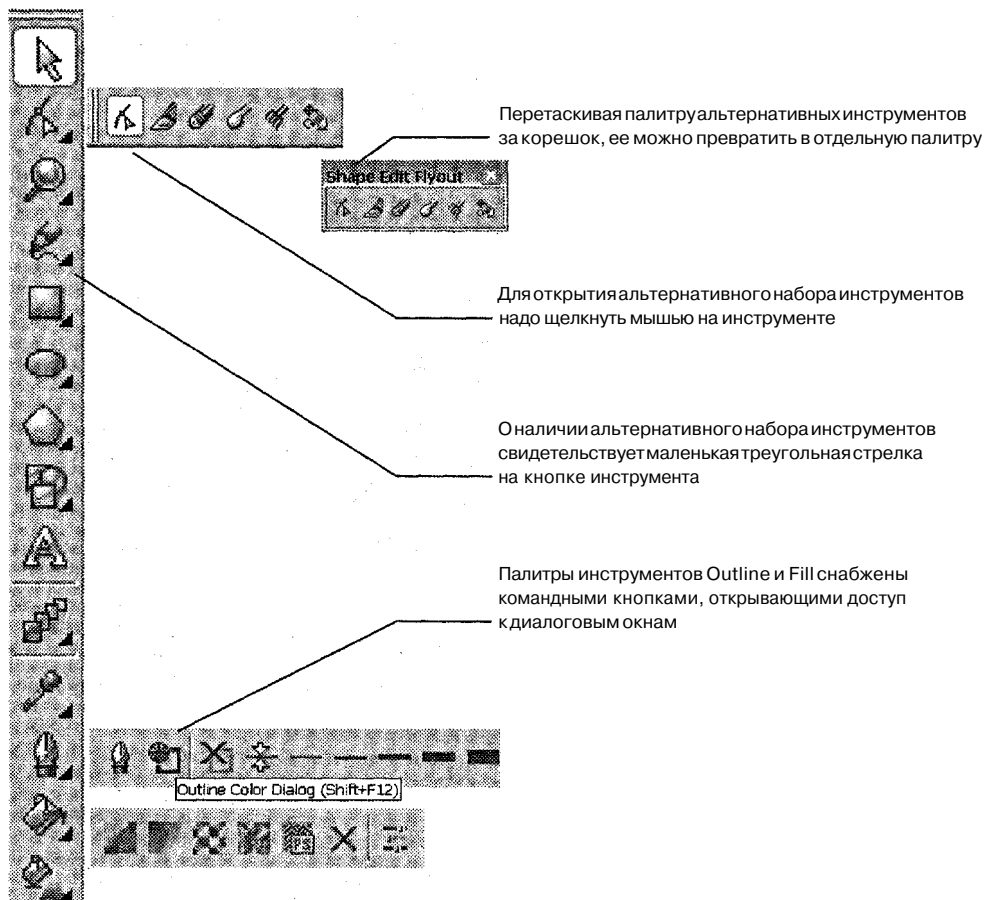 Перетаскивая палитру альтернативных инструментов
за корешок, ее можно превратить в отдельную палитру
Shape Edit Flyout
Для открытия альтернативного набора инструментов
надо щелкнуть мышью на инструменте
О наличии альтернативного набора инструментов
свидетельствует маленькая треугольная стрелка
на кнопке инструмента
Палитры инструментов Outline и Fill снабжены
командными кнопками, открывающими доступ
к диалоговым окнам
Outline Color Dialog (Shift+F12)
PS